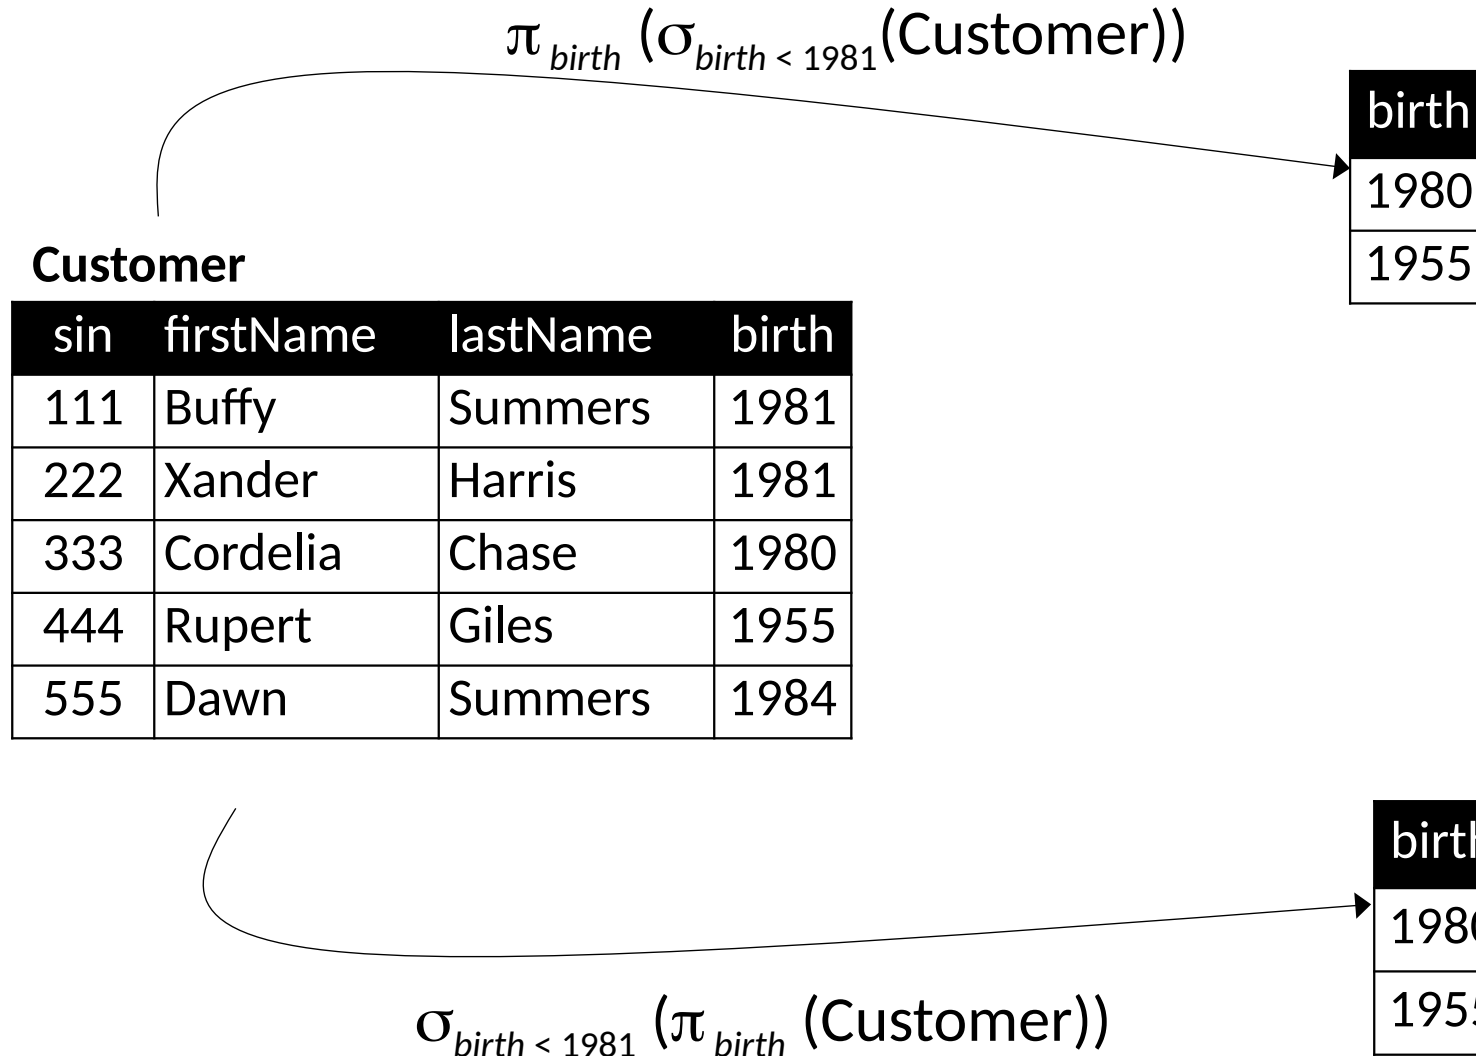 π birth (σbirth < 1981(Customer))
birth
1980
1955
Customer
sin firstName lastName birth
111 Buffy Summers 1981
222 Xander Harris 1981
333 Cordelia Chase 1980
444 Rupert Giles 1955
555 Dawn Summers 1984
σbirth < 1981 (π birth (Customer))